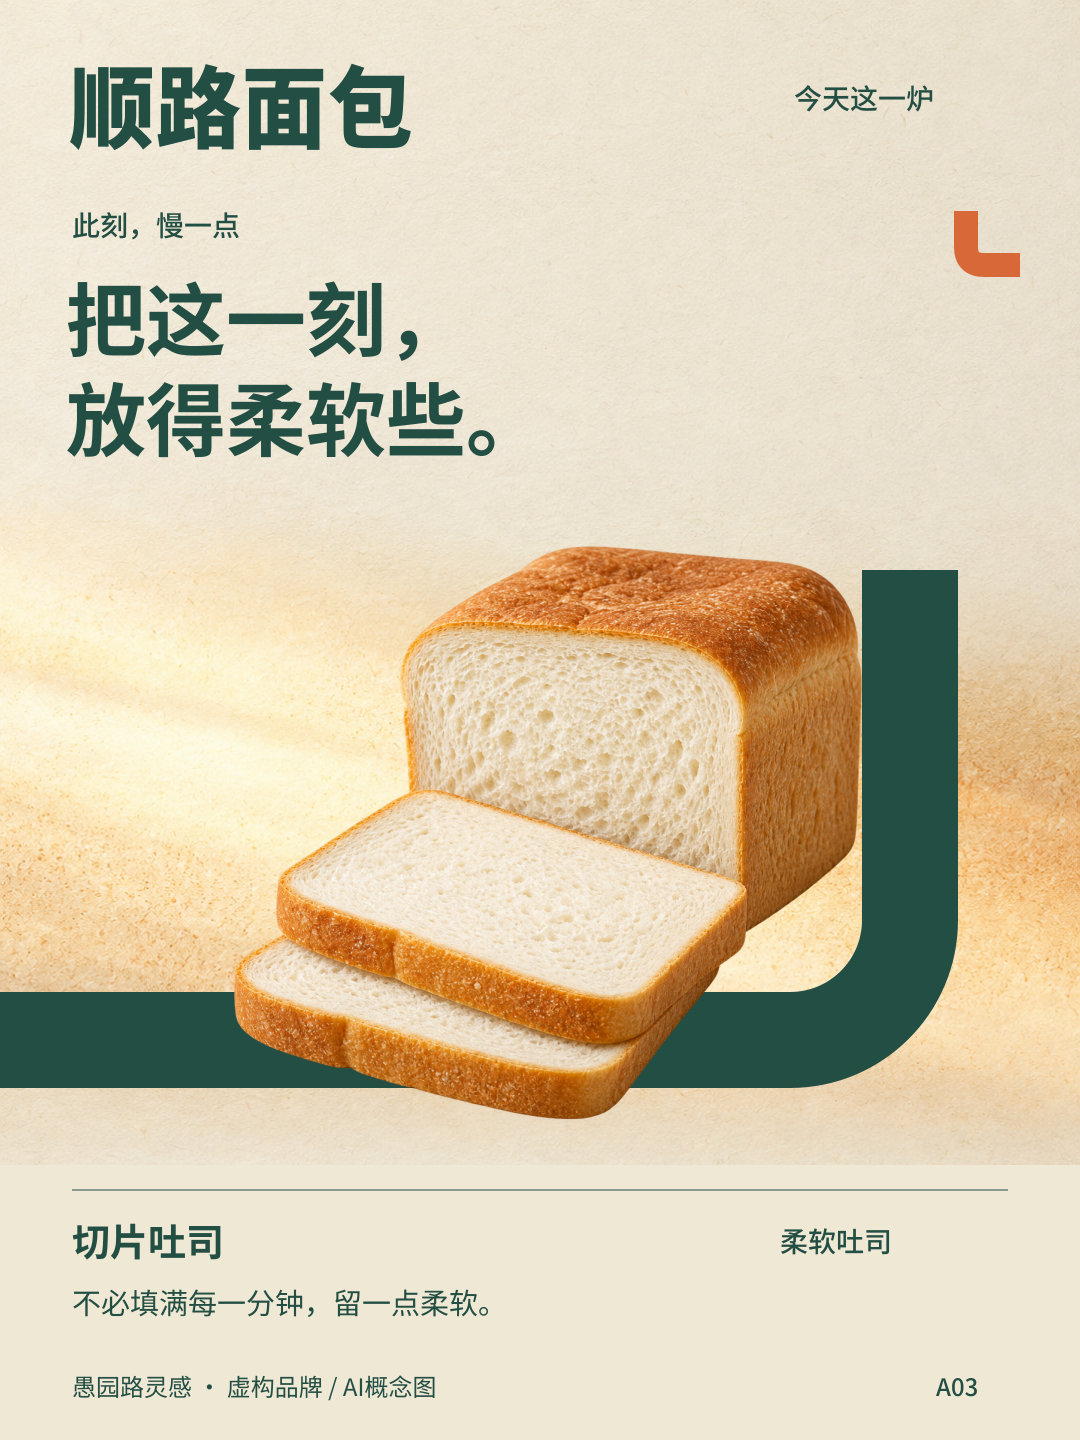 顺路面包
今天这一炉
此刻，慢一点
把这一刻，
放得柔软些。
切片吐司
柔软吐司
不必填满每一分钟，留一点柔软。
愚园路灵感 · 虚构品牌 / AI概念图
A03